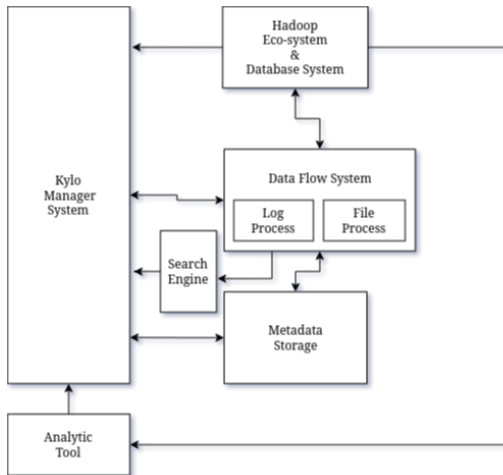 Hadoop
Eco-system
&
Database System
Kylo
Manager
System
Data Flow System
Log
Process
File
Process
Search
Engine
Metadata
Storage
Analytic
Tool